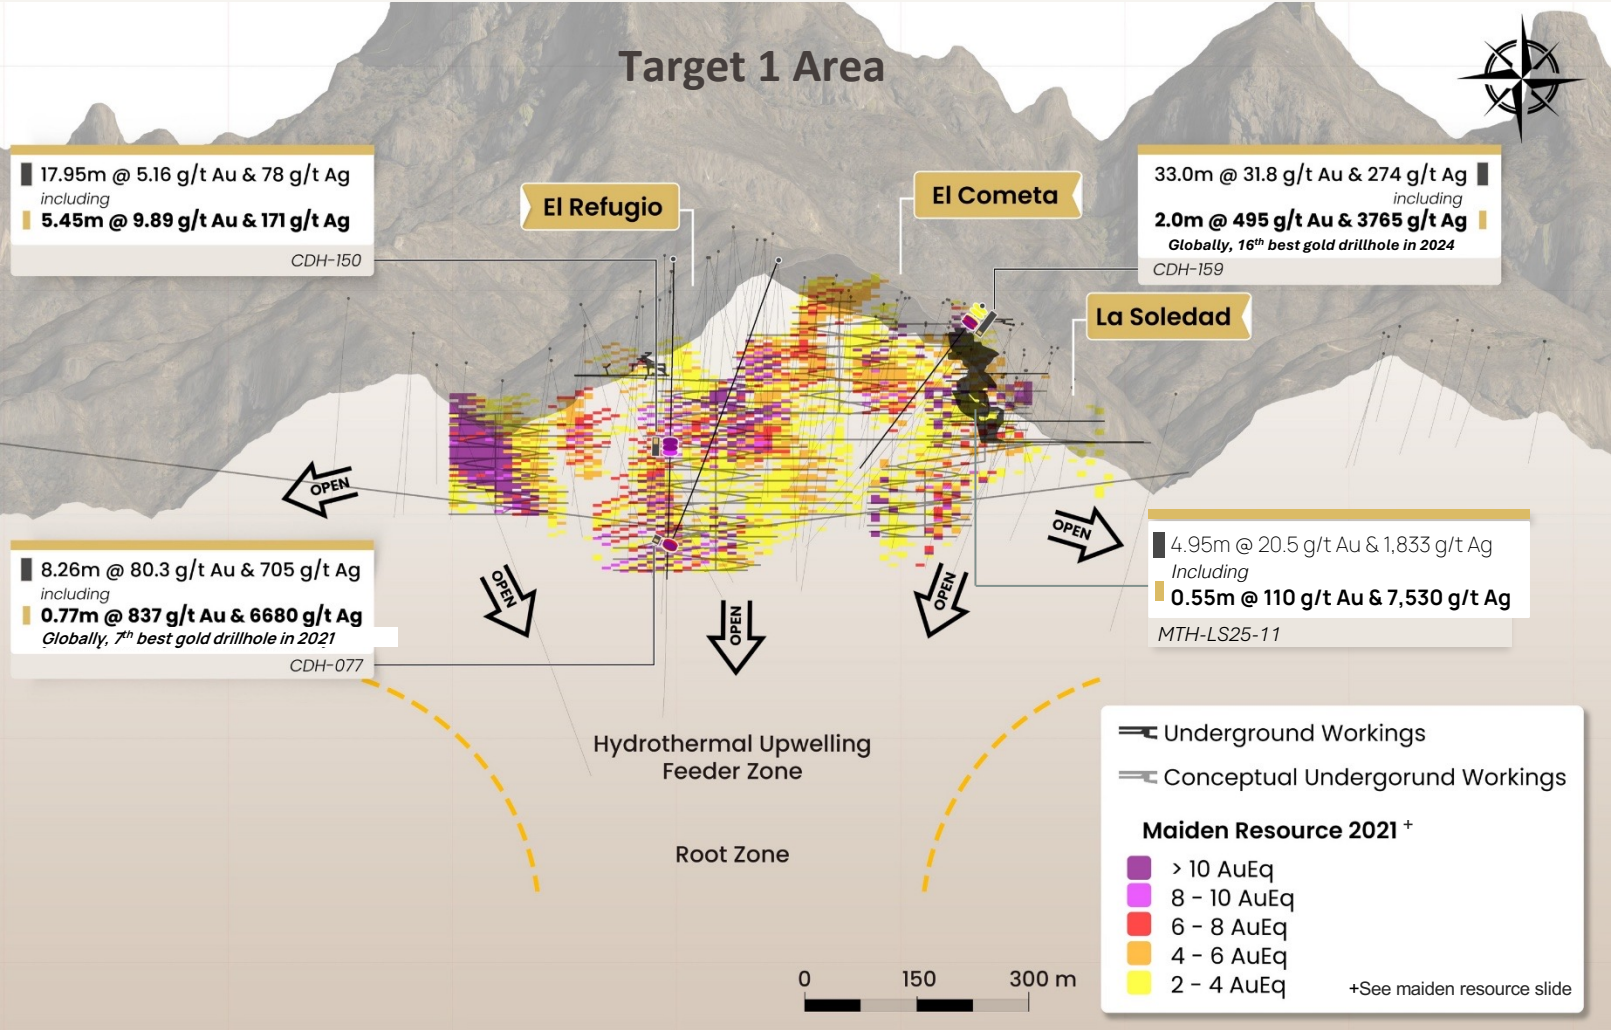 Target 1 Area
17.95m @ 5.16 g/t Au & 78 g/t Ag
including
5.45m @ 9.89 g/t Au & 171 g/t Ag
CDH-150
El Refugio
El Cometa
33.0m @ 31.8 g/t Au & 274 g/t Ag
including
2.0m @ 495 g/t Au & 3765 g/t Ag
Globally, 16th best gold drillhole in 2024
CDH-159
La Soledad
OPEN
OPEN
OPEN
OPEN
OPEN
8.26m @ 80.3 g/t Au & 705 g/t Ag
including
0.77m @ 837 g/t Au & 6680 g/t Ag
Globally, 7th best gold drillhole in 2021
CDH-077
4.95m @ 20.5 g/t Au & 1,833 g/t Ag
Including
0.55m @ 110 g/t Au & 7,530 g/t Ag
MTH-LS25-11
Hydrothermal Upwelling
Feeder Zone
Root Zone
0 150 300 m
Underground Workings
Conceptual Undergorund Workings
Maiden Resource 2021 +
> 10 AuEq
8 - 10 AuEq
6 - 8 AuEq
4 - 6 AuEq
2 - 4 AuEq
+See maiden resource slide